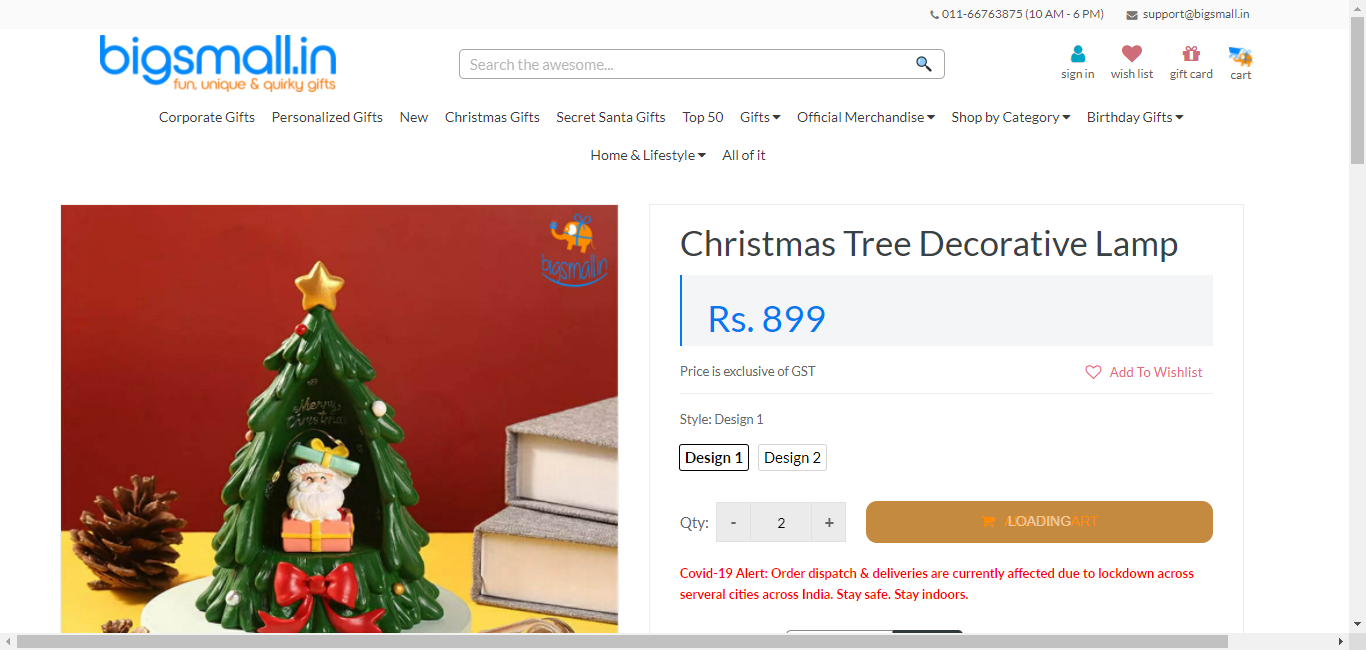 011-66763875 (10 AM - 6 PM) support@bigsmall.in
bigsmall.in
fun, unique & quirky gifts
Search the awesome...
sign in wish list gift card cart
Corporate Gifts Personalized Gifts New Christmas Gifts Secret Santa Gifts Top 50 Gifts Official Merchandise Shop by Category Birthday Gifts
Home & Lifestyle All of it
bigsmall.in
Merry
Christmas
Christmas Tree Decorative Lamp
Rs. 899
Price is exclusive of GST Add To Wishlist
Style: Design 1
Design 1 Design 2
Qty: - 2 + LOADING
Covid-19 Alert: Order dispatch & deliveries are currently affected due to lockdown across
serveral cities across India. Stay safe. Stay indoors.